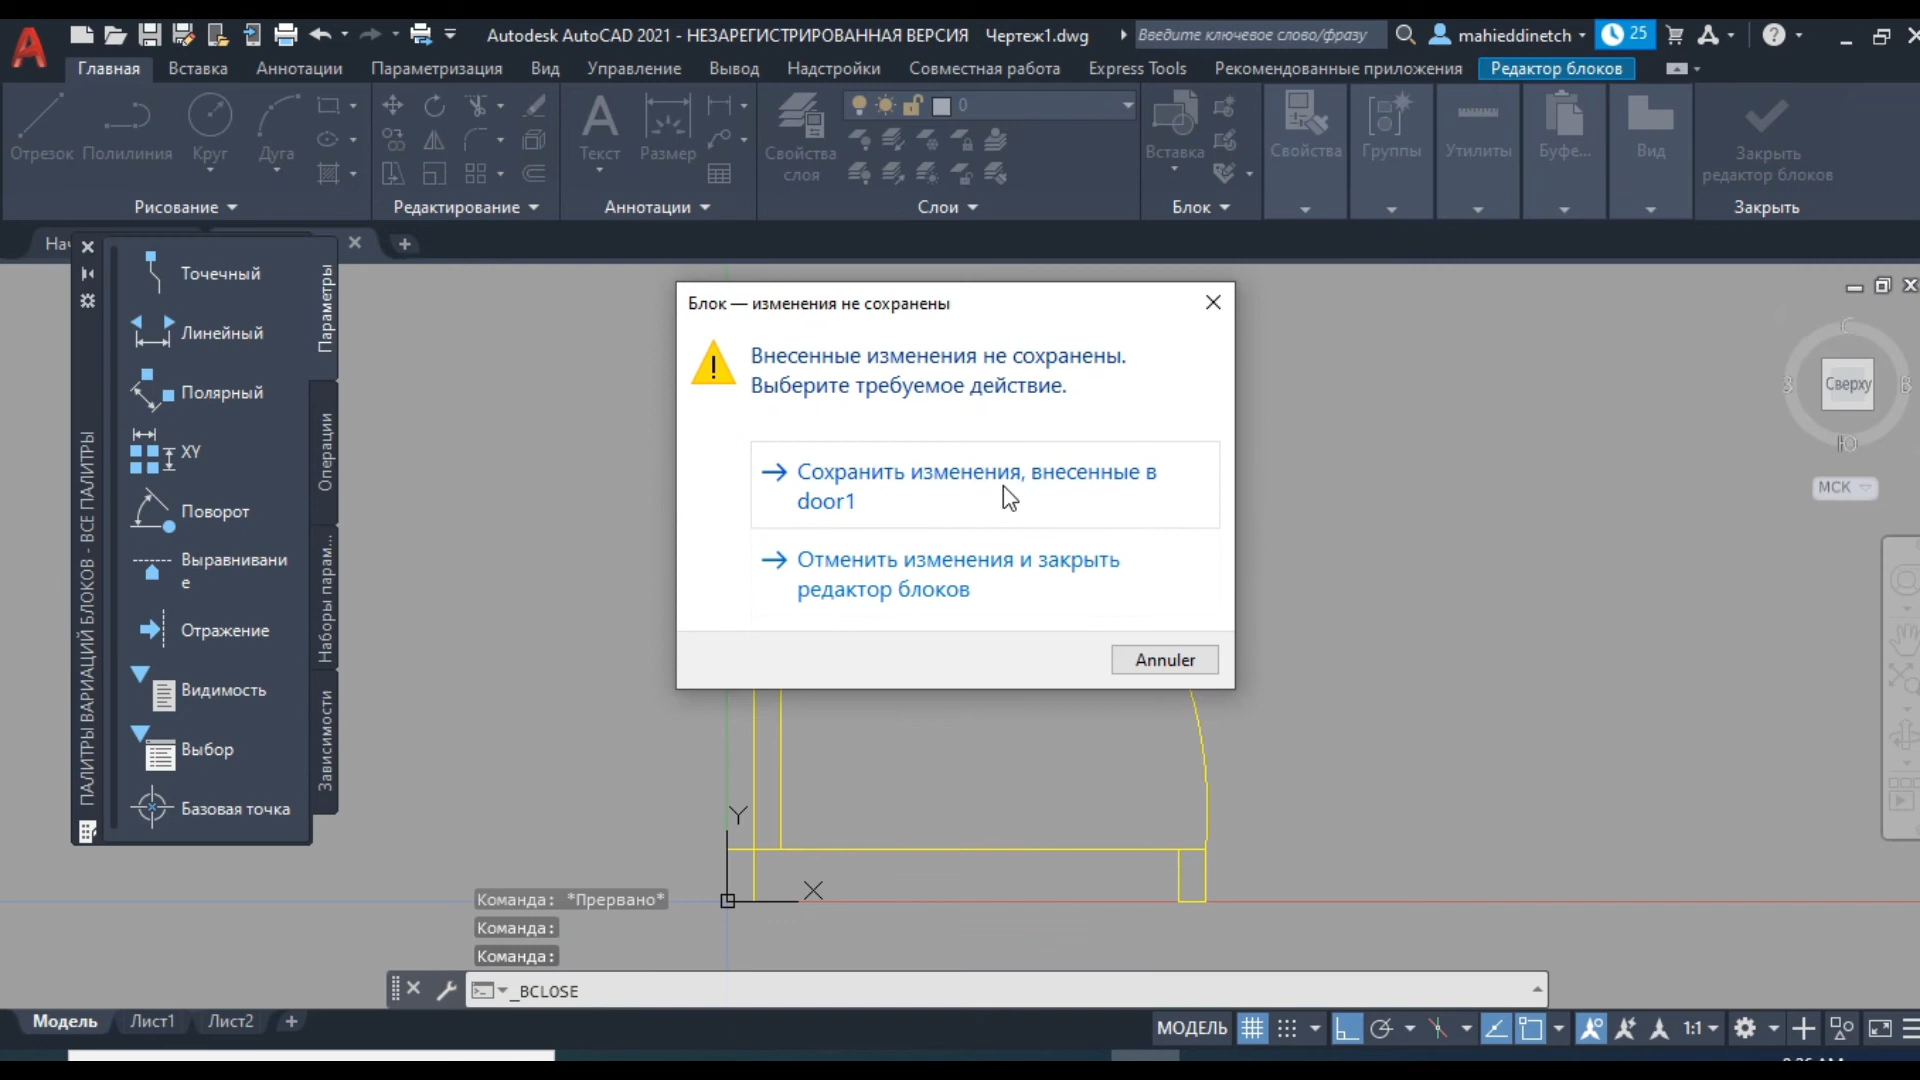 Autodesk AutoCAD 2021 - НЕЗАРЕГИСТРИРОВАННАЯ ВЕРСИЯ Чертеж1.dwg
Введите ключевое слово/фразу
mahieddinetch
25
Главная Вставка Аннотации Параметризация Вид Управление Вывод Надстройки Совместная работа Express Tools Рекомендованные приложения Редактор блоков
0
Отрезок Полилиния Круг Дуга
Текст Размер
Свойства
слоя
Вставка
Свойства Группы Утилиты Буфе... Вид
Закрыть
редактор блоков
Рисование Редактирование Аннотации Слои Блок Закрыть
ПАЛИТРЫ ВАРИАЦИЙ БЛОКОВ - ВСЕ ПАЛИТРЫ
Точечный
Линейный
Полярный
XY
Поворот
Выравнивани
е
Отражение
Видимость
Выбор
Базовая точка
Параметры
Операции
Наборы парам...
Зависимости
Блок — изменения не сохранены
Внесенные изменения не сохранены.
Выберите требуемое действие.
Сохранить изменения, внесенные в
door1
Отменить изменения и закрыть
редактор блоков
Annuler
С
З Сверху В
Ю
МСК
Y
X
Команда: *Прервано*
Команда:
Команда:
_BCLOSE
Модель Лист1 Лист2
МОДЕЛЬ
1:1